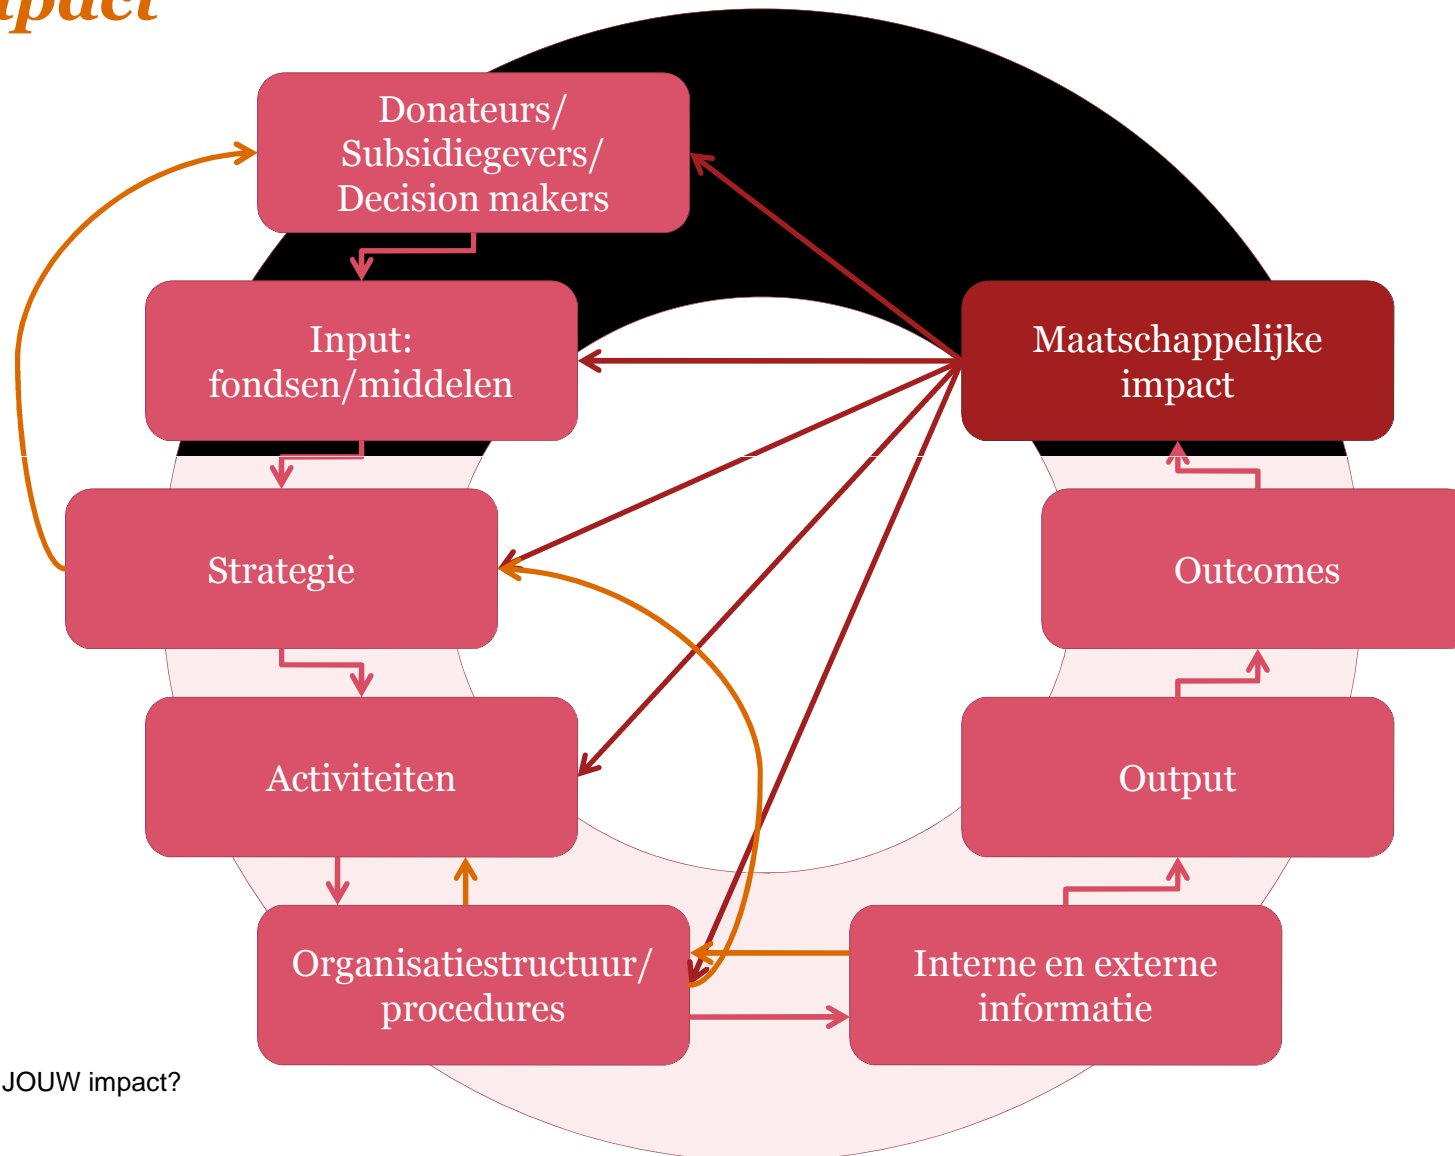 Donateurs/
Subsidiegevers/
Decision makers
Input:
fondsen/middelen
Maatschappelijke
impact
Strategie
Outcomes
Activiteiten
Output
Organisatiestructuur/
procedures
Interne en externe
informatie
JOUW impact?